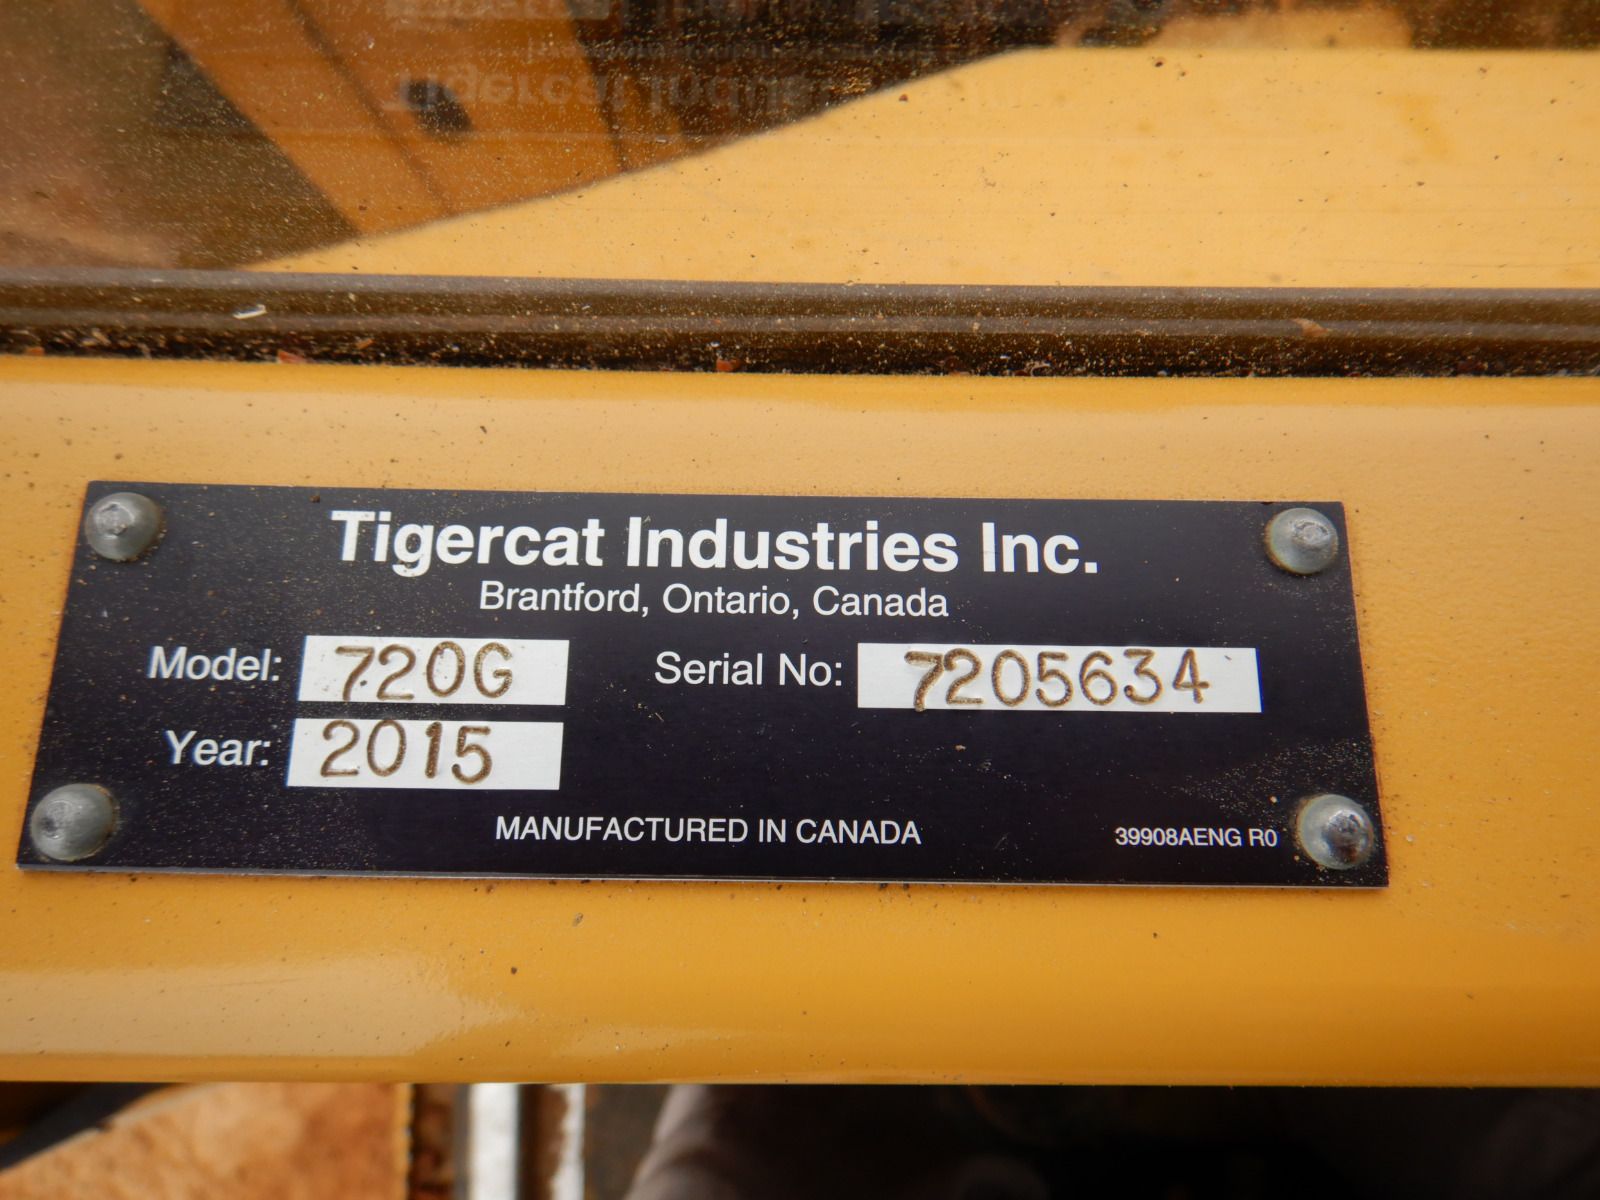 Tigercat Industries Inc.
Brantford, Ontario, Canada
Model: 720G Serial No: 7205634
Year: 2015
MANUFACTURED IN CANADA 39908AENG R0